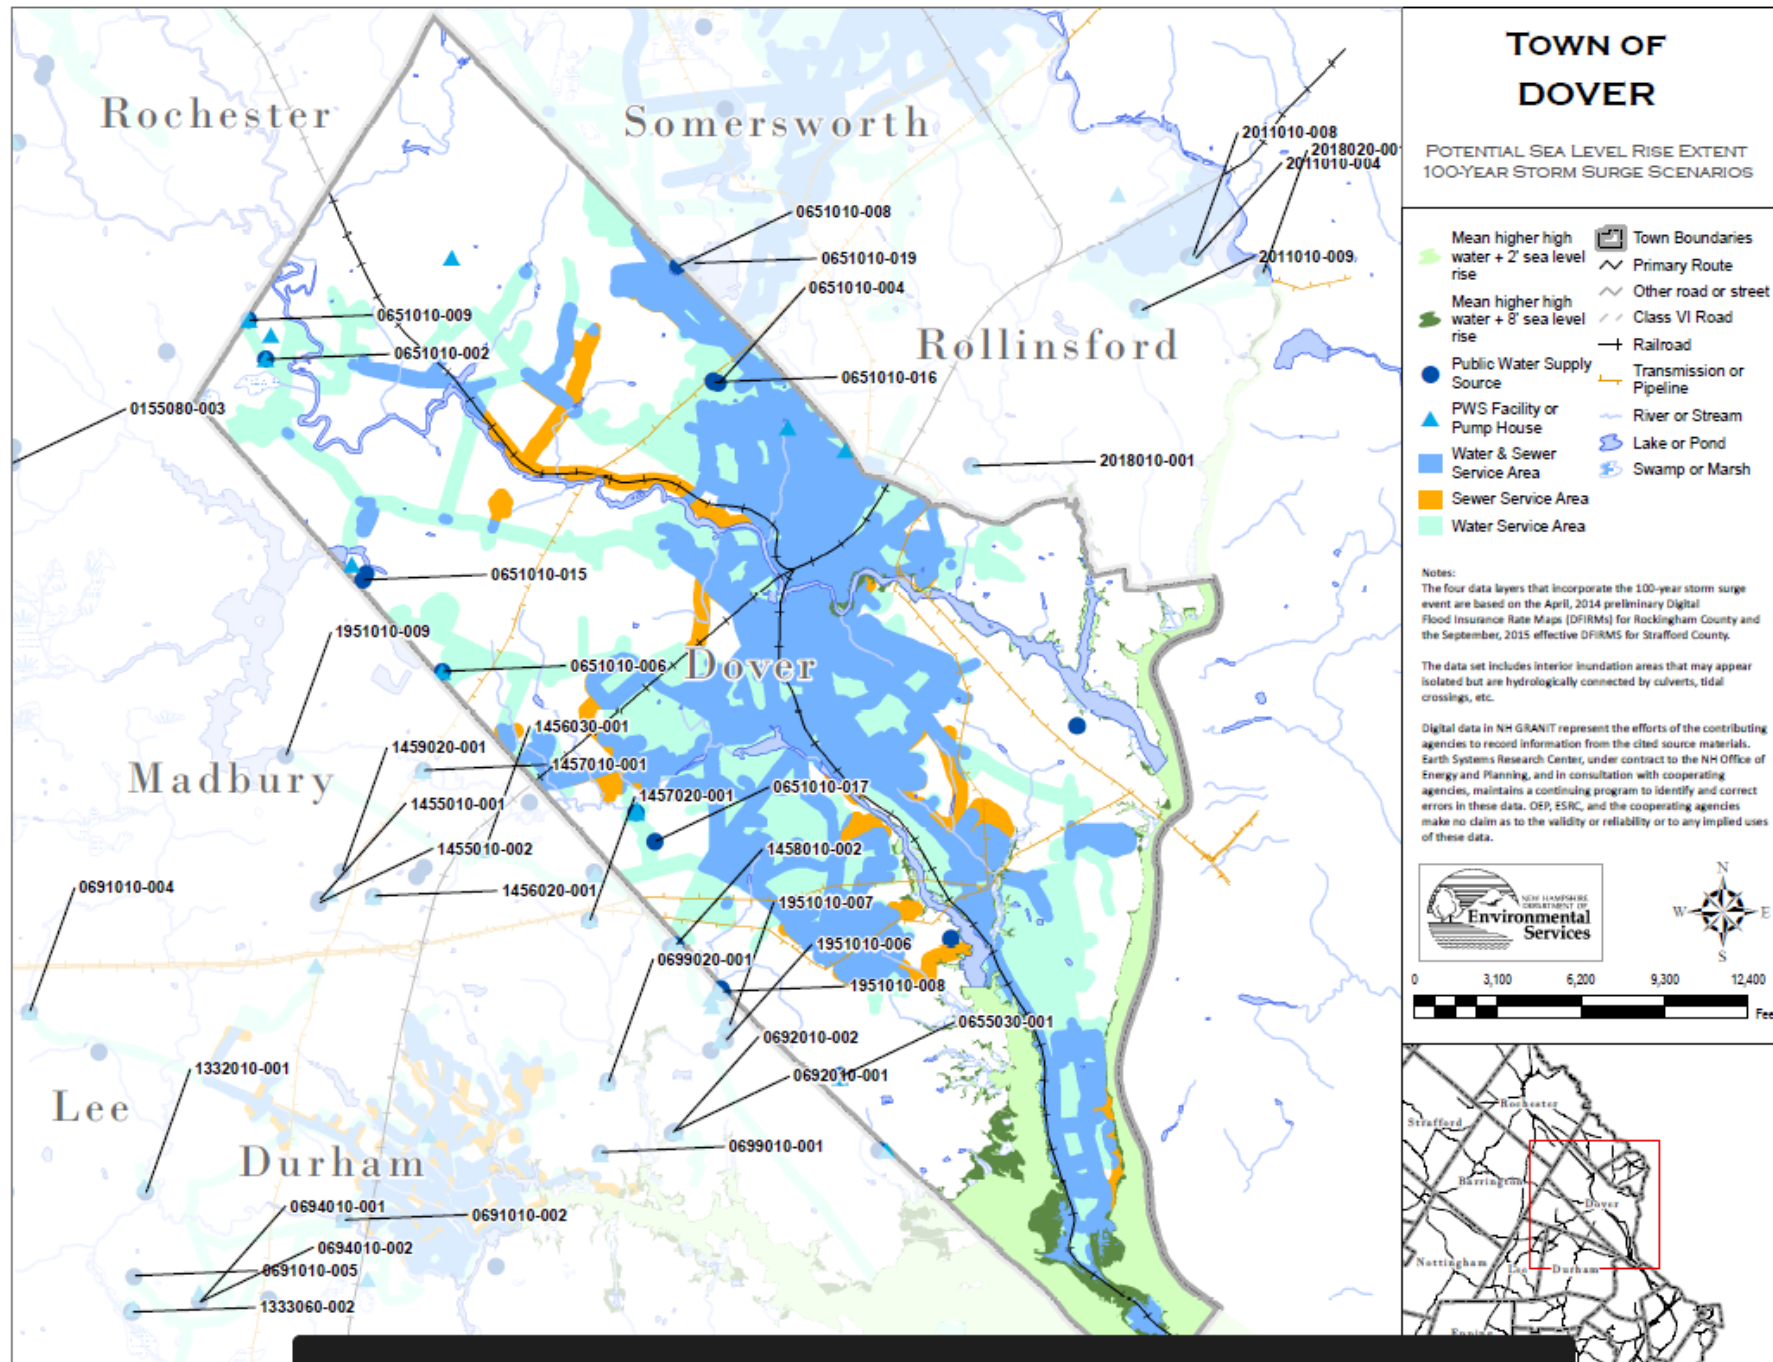 TOWN OF
DOVER
POTENTIAL SEA LEVEL RISE EXTENT
100-YEAR STORM SURGE SCENARIOS
Mean higher high
water + 2' sea level
rise
Mean higher high
water + 8' sea level
rise
Public Water Supply
Source
PWS Facility or
Pump House
Water & Sewer
Service Area
Sewer Service Area
Water Service Area
Town Boundaries
Primary Route
Other road or street
Class VI Road
Railroad
Transmission or
Pipeline
River or Stream
Lake or Pond
Swamp or Marsh
Notes:
The four data layers that incorporate the 100-year storm surge
event are based on the April, 2014 preliminary Digital
Flood Insurance Rate Maps (DFIRMs) for Rockingham County and
the September, 2015 effective DFIRMS for Strafford County.
The data set includes interior inundation areas that may appear
isolated but are hydrologically connected by culverts, tidal
crossings, etc.
Digital data in NH GRANIT represent the efforts of the contributing
agencies to record information from the cited source materials.
Earth Systems Research Center, under contract to the NH Office of
Energy and Planning, and in consultation with cooperating
agencies, maintains a continuing program to identify and correct
errors in these data. OEP, ESRC, and the cooperating agencies
make no claim as to the validity or reliability or to any implied uses
of these data.
NEW HAMPSHIRE
DEPARTMENT OF
Environmental
Services
N
W E
S
0 3,100 6,200 9,300 12,400
Fee
Rochester
Strafford
Barrington
Dover
Nottingham
Lee
Durham
Epping
Rochester
Somersworth
2011010-008
2018020-00
2011010-004
0651010-008
0651010-019
2011010-009
0651010-004
0651010-009
Rollinsford
0651010-002
0651010-016
0155080-003
2018010-001
0651010-015
1951010-009
0651010-006
Dover
1456030-001
1459020-001
1457010-001
Madbury
0651010-017
1457020-001
1455010-001
1455010-002
1458010-002
0691010-004
1456020-001
1951010-007
1951010-006
0699020-001
1951010-008
0655030-001
0692010-002
1332010-001
0692010-001
Lee
0699010-001
Durham
0694010-001
0691010-002
0694010-002
0691010-005
1333060-002